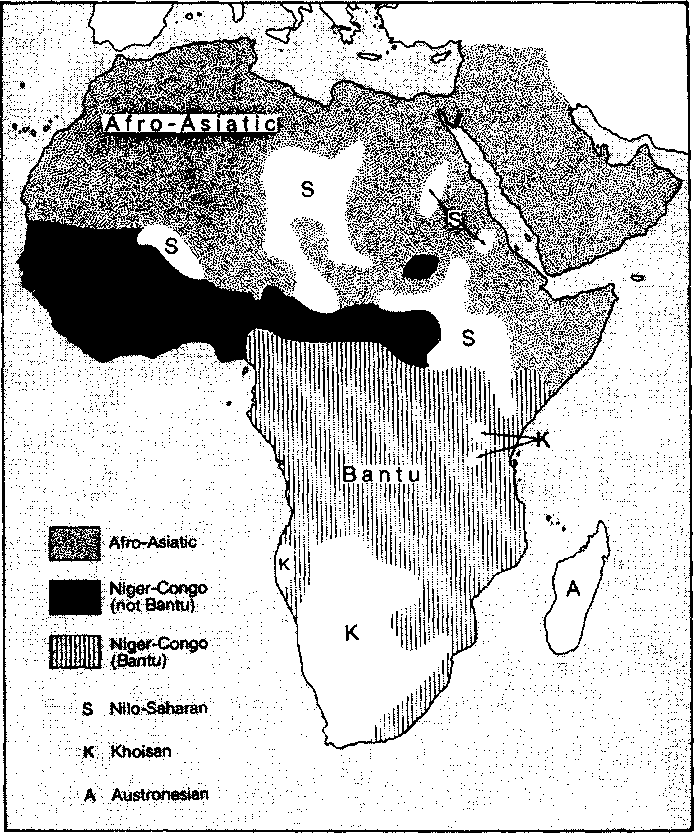 Afro-Asiatic
S
S
S
S
K
Bantu
Afro-Asiatic
K
Niger-Congo
(not Bantu)
A
K
Niger-Congo
(Bantu)
S Nilo-Saharan
K Khoisan
A Austronesian